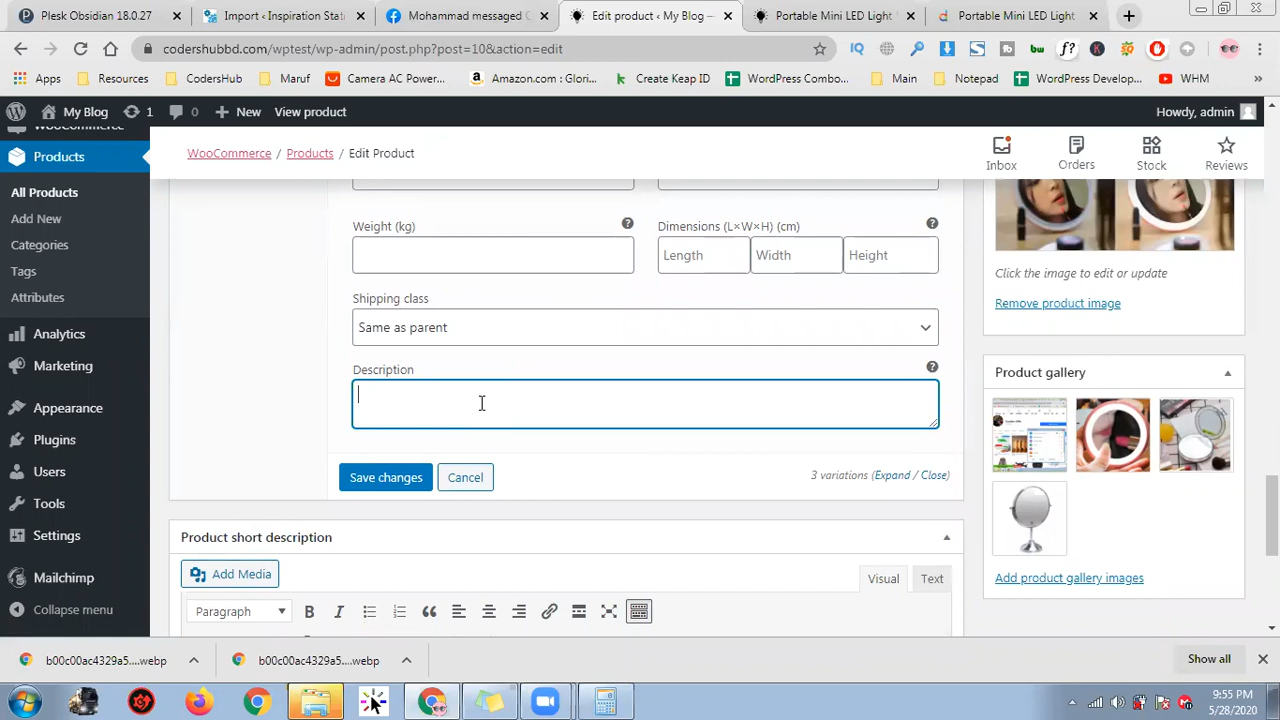 Plesk Obsidian 18.0.27
Import ‹ Inspiration Stati
Mohammad messaged
Edit product ‹ My Blog —
Portable Mini LED Light
Portable Mini LED Light
codershubbd.com/wptest/wp-admin/post.php?post=10&action=edit
Apps
Resources
CodersHub
Maruf
Camera AC Powe...
Amazon.com : Glori...
Create Keap ID
WordPress Combo...
Main
Notepad
WordPress Develop...
WHM
My Blog
1
0
New
View product
Howdy, admin
WooCommerce
Products
All Products
Add New
Categories
Tags
Attributes
Analytics
Marketing
Appearance
Plugins
Users
Tools
Settings
Mailchimp
Collapse menu
WooCommerce / Products / Edit Product
Inbox
Orders
Stock
Reviews
Weight (kg)
Dimensions (L×W×H) (cm)
Length
Width
Height
Shipping class
Same as parent
Description
Save changes
Cancel
3 variations (Expand / Close)
Product short description
Add Media
Visual
Text
Paragraph
Click the image to edit or update
Remove product image
Product gallery
Add product gallery images
b00c00ac4329a5....webp
b00c00ac4329a5....webp
Show all
9:55 PM
5/28/2020